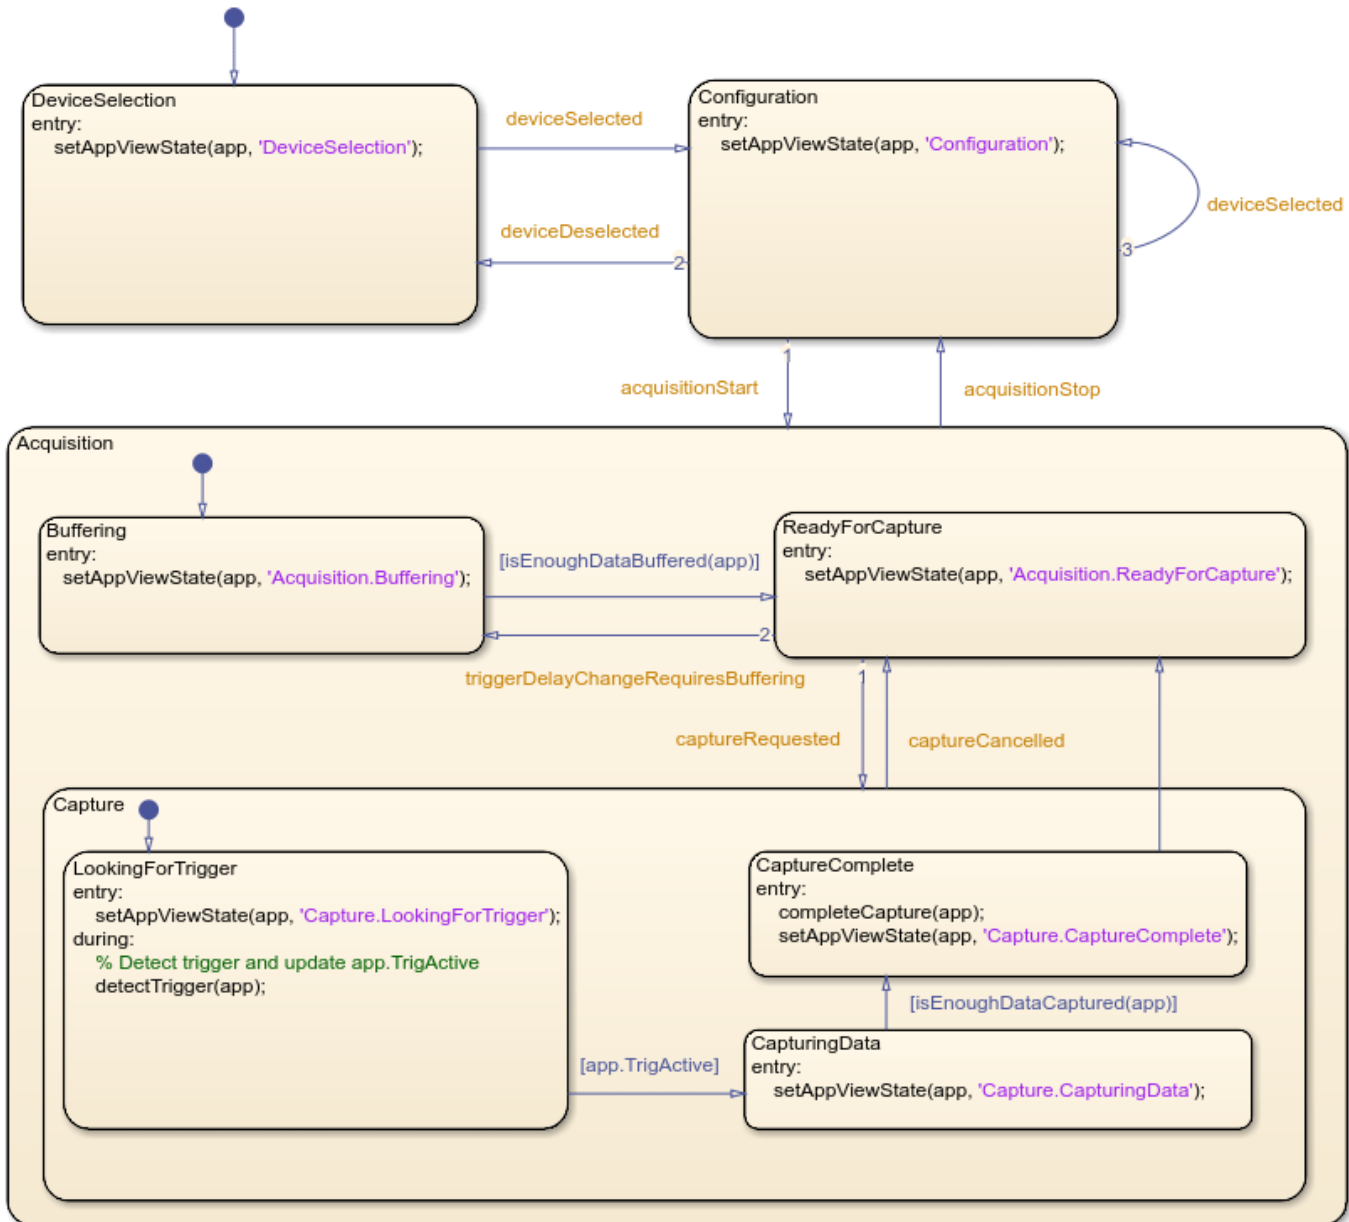 DeviceSelection
entry:
setAppViewState(app, 'DeviceSelection');
deviceSelected
deviceDeselected
2
Configuration
entry:
setAppViewState(app, 'Configuration');
deviceSelected
3
1
acquisitionStart
acquisitionStop
Acquisition
Buffering
entry:
setAppViewState(app, 'Acquisition.Buffering');
[isEnoughDataBuffered(app)]
2
triggerDelayChangeRequiresBuffering
ReadyForCapture
entry:
setAppViewState(app, 'Acquisition.ReadyForCapture');
1
captureRequested
captureCancelled
Capture
LookingForTrigger
entry:
setAppViewState(app, 'Capture.LookingForTrigger');
during:
% Detect trigger and update app.TrigActive
detectTrigger(app);
[app.TrigActive]
CaptureComplete
entry:
completeCapture(app);
setAppViewState(app, 'Capture.CaptureComplete');
[isEnoughDataCaptured(app)]
CapturingData
entry:
setAppViewState(app, 'Capture.CapturingData');